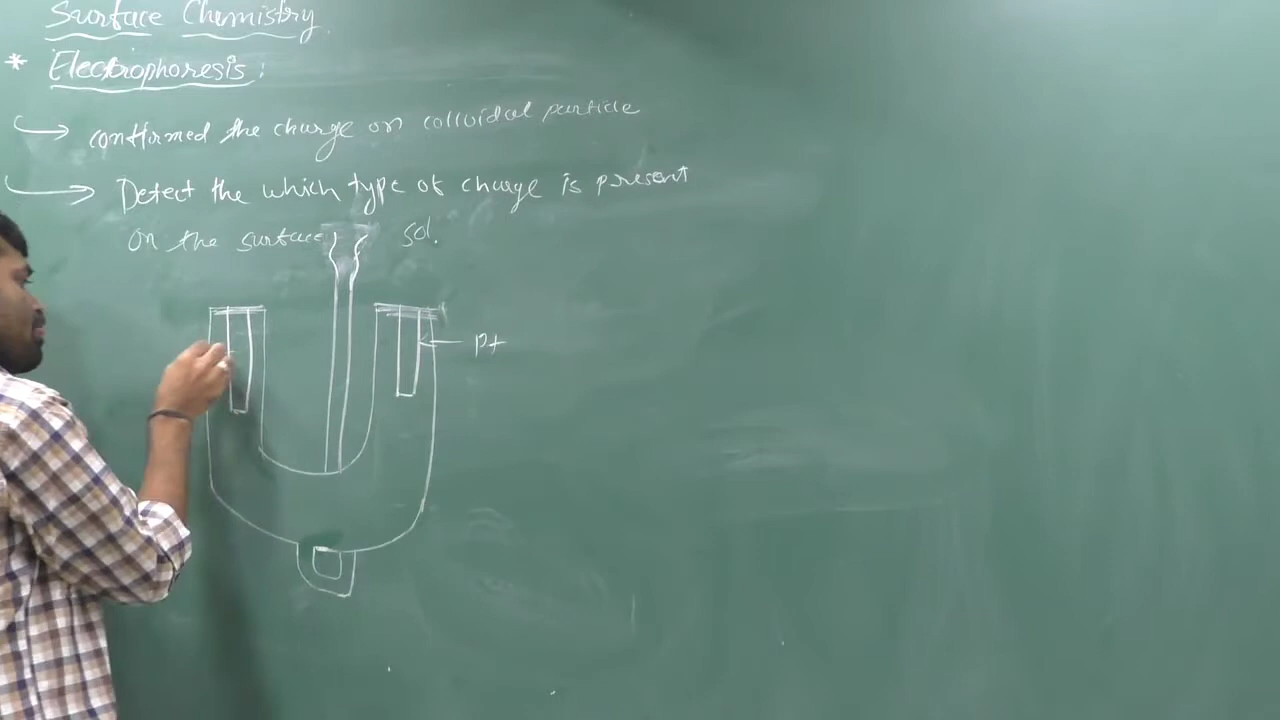 Surface Chemistry
* Electrophoresis:
confirmed the charge on colloidal particle
Detect the which type of charge is present
on the surface sol.
Pt